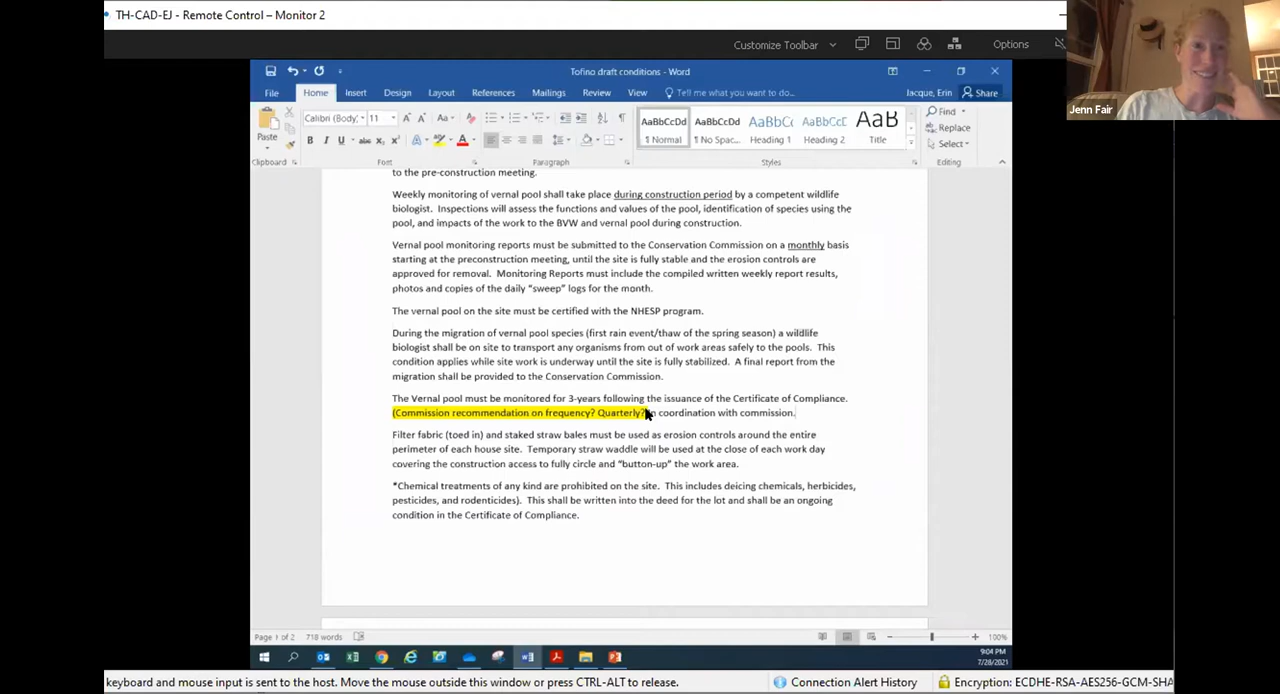 TH-CAD-EJ - Remote Control – Monitor 2
Customize Toolbar
Options
Jenn Fair
Tofino draft conditions - Word
File Home Insert Design Layout References Mailings Review View Tell me what you want to do... Jacque, Erin Share
Paste
Calibri (Body) 11
AaBbCcDd AaBbCcDd AaBbCc AaBbCcC AaB
¶ Normal ¶ No Spac... Heading 1 Heading 2 Title
Find
Replace
Select
Clipboard Font Paragraph Styles Editing
to the pre-construction meeting.
Weekly monitoring of vernal pool shall take place during construction period by a competent wildlife
biologist. Inspections will assess the functions and values of the pool, identification of species using the
pool, and impacts of the work to the BVW and vernal pool during construction.
Vernal pool monitoring reports must be submitted to the Conservation Commission on a monthly basis
starting at the preconstruction meeting, until the site is fully stable and the erosion controls are
approved for removal. Monitoring Reports must include the compiled written weekly report results,
photos and copies of the daily “sweep” logs for the month.
The vernal pool on the site must be certified with the NHESP program.
During the migration of vernal pool species (first rain event/thaw of the spring season) a wildlife
biologist shall be on site to transport any organisms from out of work areas safely to the pools. This
condition applies while site work is underway until the site is fully stabilized. A final report from the
migration shall be provided to the Conservation Commission.
The Vernal pool must be monitored for 3-years following the issuance of the Certificate of Compliance.
(Commission recommendation on frequency? Quarterly? in coordination with commission.
Filter fabric (toed in) and staked straw bales must be used as erosion controls around the entire
perimeter of each house site. Temporary straw waddle will be used at the close of each work day
covering the construction access to fully circle and “button-up” the work area.
*Chemical treatments of any kind are prohibited on the site. This includes deicing chemicals, herbicides,
pesticides, and rodenticides). This shall be written into the deed for the lot and shall be an ongoing
condition in the Certificate of Compliance.
Page 1 of 2 718 words
100%
9:04 PM
7/28/2021
keyboard and mouse input is sent to the host. Move the mouse outside this window or press CTRL-ALT to release.
Connection Alert History
Encryption: ECDHE-RSA-AES256-GCM-SHA